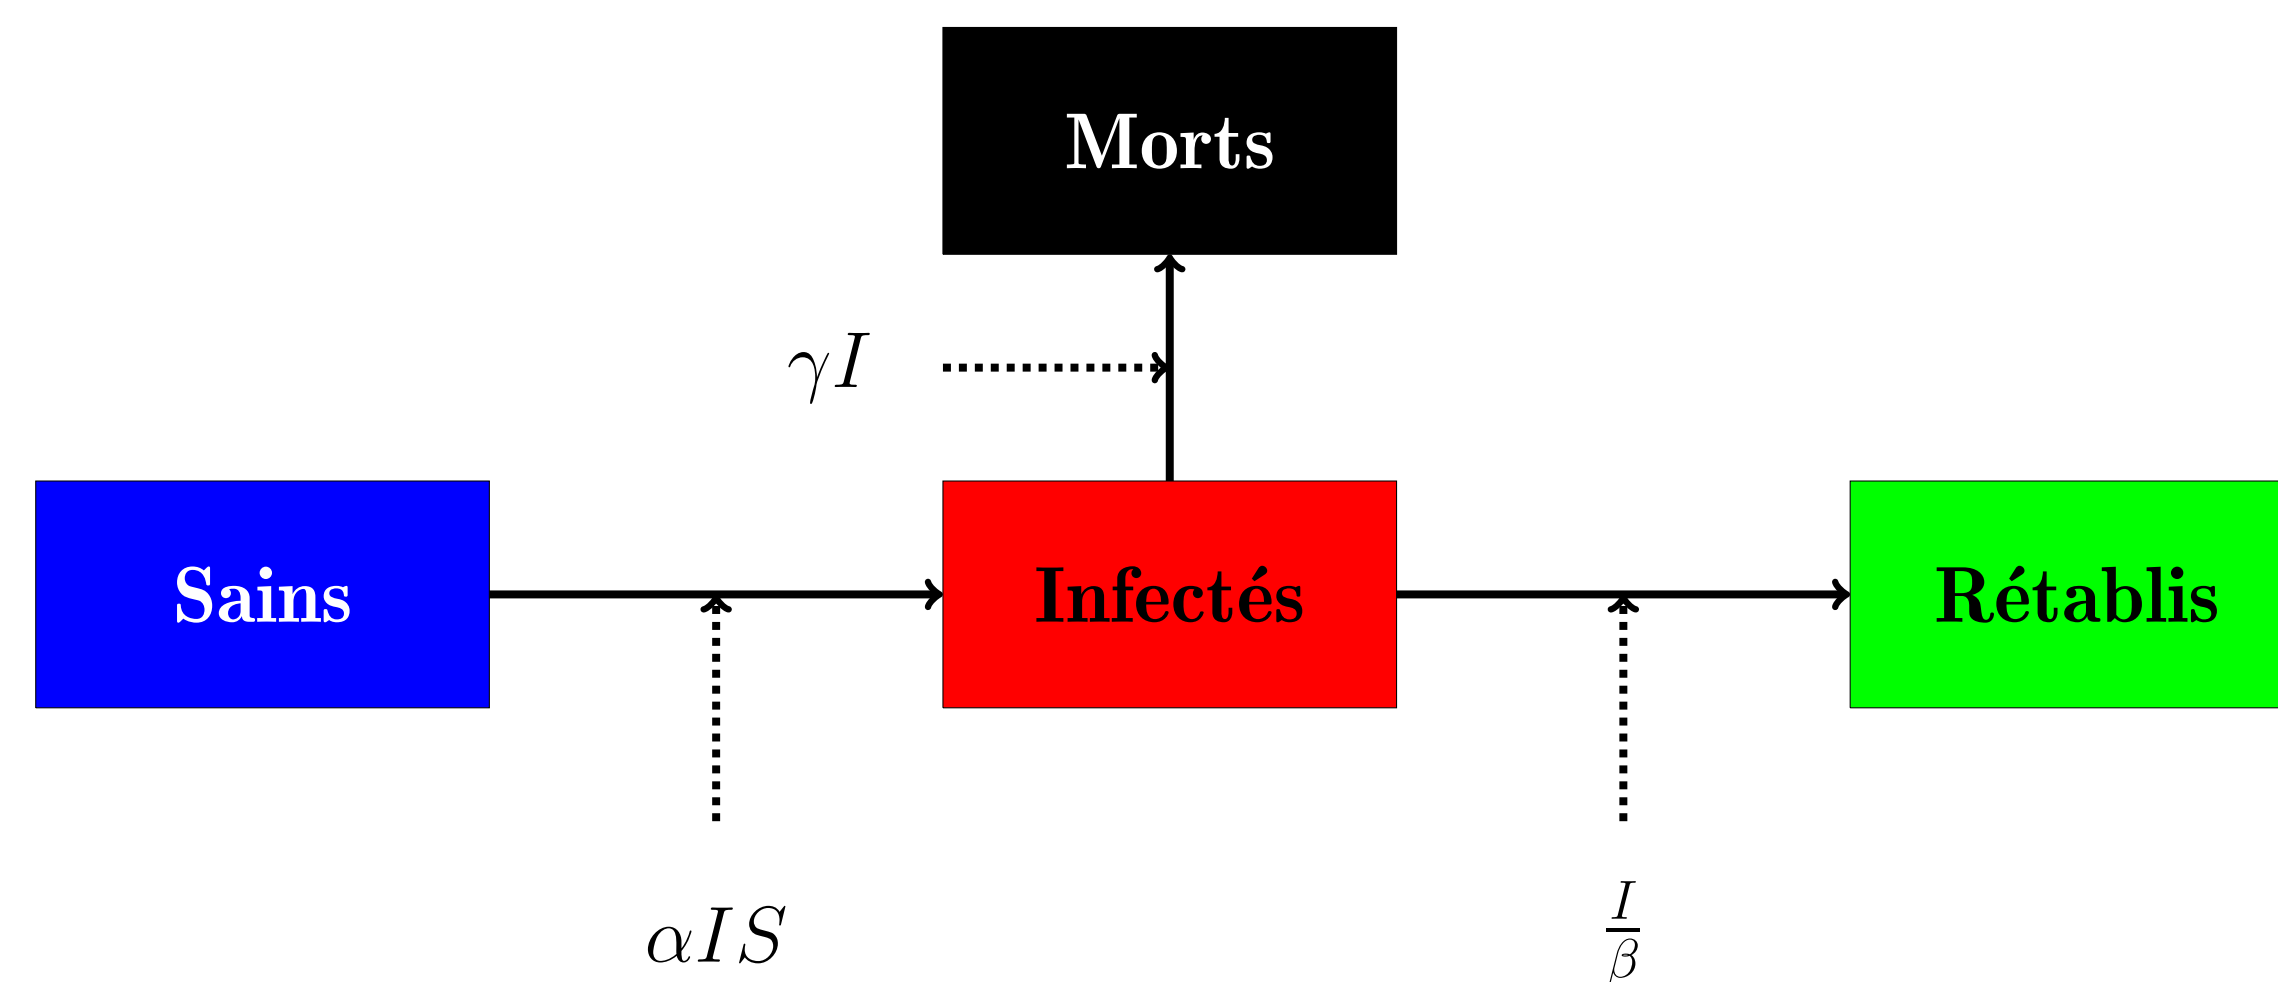 Morts
γI
Sains
Infectés
Rétablis
αIS
I/β